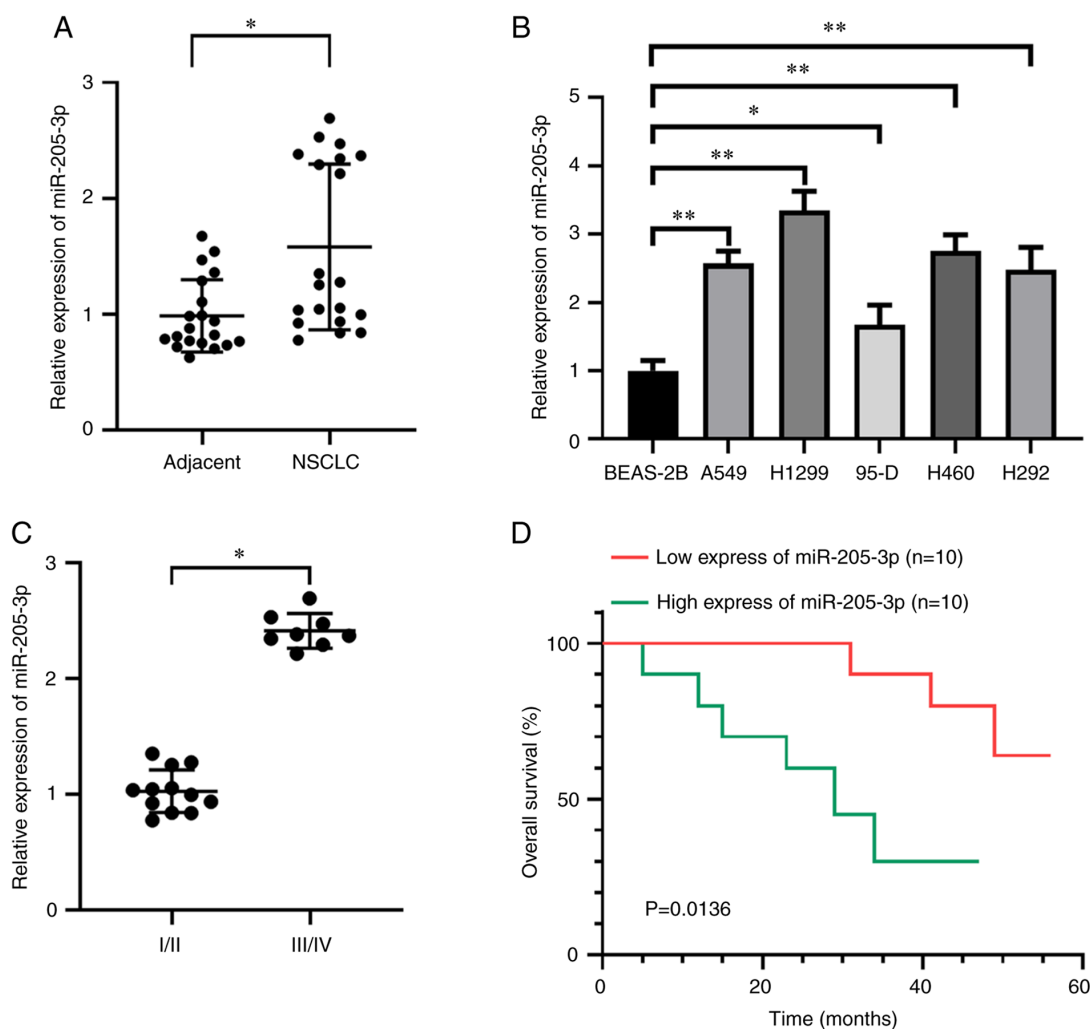 A
*
Relative expression of miR-205-3p
3
2
1
0
Adjacent
NSCLC
B
**
**
*
**
**
Relative expression of miR-205-3p
5
4
3
2
1
0
BEAS-2B
A549
H1299
95-D
H460
H292
C
*
Relative expression of miR-205-3p
3
2
1
0
I/II
III/IV
D
Low express of miR-205-3p (n=10)
High express of miR-205-3p (n=10)
Overall survival (%)
100
50
0
P=0.0136
0
20
40
60
Time (months)